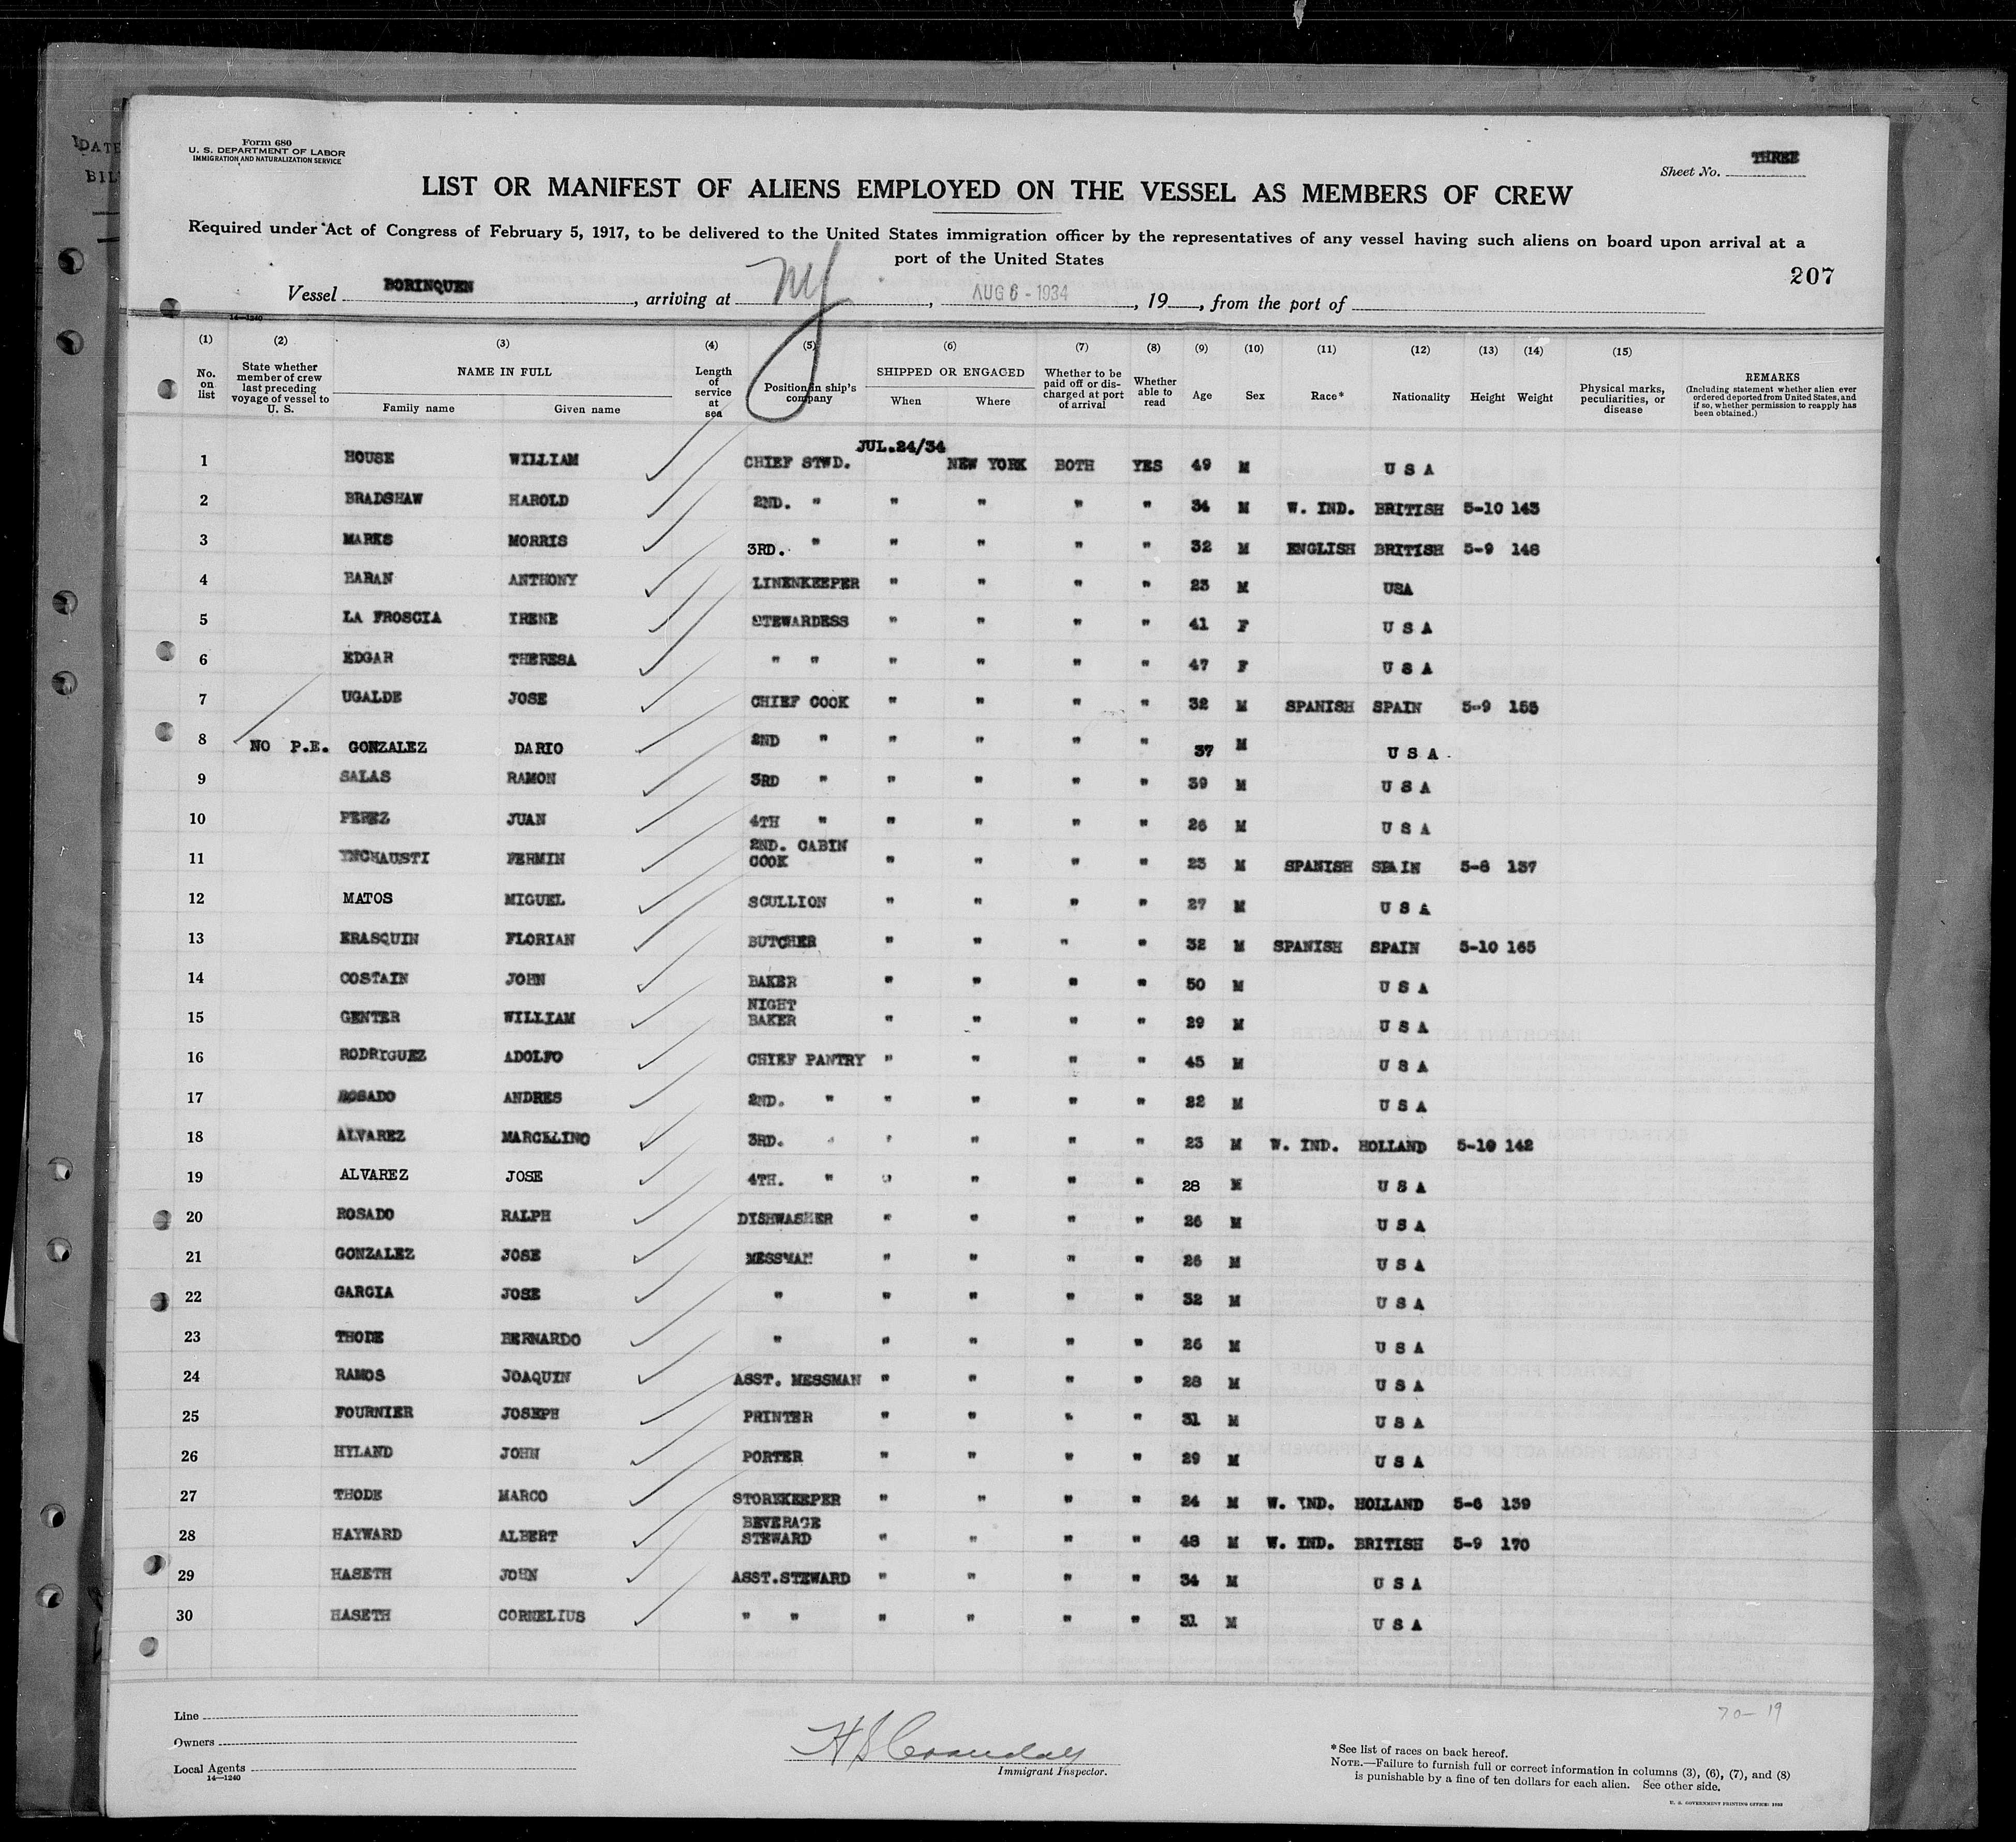 DATE
BIL
Form 680
U. S. DEPARTMENT OF LABOR
IMMIGRATION AND NATURALIZATION SERVICE
Sheet No. THREE
LIST OR MANIFEST OF ALIENS EMPLOYED ON THE VESSEL AS MEMBERS OF CREW
Required under Act of Congress of February 5, 1917, to be delivered to the United States immigration officer by the representatives of any vessel having such aliens on board upon arrival at a
port of the United States
207
Vessel BORINQUEN, arriving at NY, AUG 6 - 1934, 19, from the port of
14—1240
(1) (2) (3) (4) (5) (6) (7) (8) (9) (10) (11) (12) (13) (14) (15)
No. on list
State whether member of crew last preceding voyage of vessel to U. S.
NAME IN FULL
Family name Given name
Length of service at sea
Position in ship's company
SHIPPED OR ENGAGED
When Where
Whether to be paid off or discharged at port of arrival
Whether able to read
Age Sex Race* Nationality Height Weight
Physical marks, peculiarities, or disease
REMARKS
(Including statement whether alien ever ordered deported from United States, and if so, whether permission to reapply has been obtained.)
JUL.24/34
1 HOUSE WILLIAM CHIEF STWD. NEW YORK BOTH YES 49 M U S A
2 BRADSHAW HAROLD 2ND. " " " " " 34 M W. IND. BRITISH 5-10 143
3 MARKS MORRIS 3RD. " " " " " 32 M ENGLISH BRITISH 5-9 148
4 BARAN ANTHONY LINENKEEPER " " " " 23 M USA
5 LA FROSCIA IRENE STEWARDESS " " " " 41 F U S A
6 EDGAR THERESA " " " " " " 47 F U S A
7 UGALDE JOSE CHIEF COOK " " " " 32 M SPANISH SPAIN 5-9 155
8 NO P.E. GONZALEZ DARIO 2ND " " " " " 37 M U S A
9 SALAS RAMON 3RD " " " " " 39 M U S A
10 PEREZ JUAN 4TH " " " " " 26 M U S A
11 YNCHAUSTI FERMIN 2ND. CABIN COOK " " " " 23 M SPANISH SPAIN 5-8 137
12 MATOS MIGUEL SCULLION " " " " 27 M U S A
13 ERASQUIN FLORIAN BUTCHER " " " " 32 M SPANISH SPAIN 5-10 165
14 COSTAIN JOHN BAKER " " " " 50 M U S A
15 GENTER WILLIAM NIGHT BAKER " " " " 29 M U S A
16 RODRIGUEZ ADOLFO CHIEF PANTRY " " " " 45 M U S A
17 ROSADO ANDRES 2ND. " " " " " 22 M U S A
18 ALVAREZ MARCELINO 3RD. " " " " " 23 M W. IND. HOLLAND 5-10 142
19 ALVAREZ JOSE 4TH. " " " " " 28 M U S A
20 ROSADO RALPH DISHWASHER " " " " 26 M U S A
21 GONZALEZ JOSE MESSMAN " " " " 26 M U S A
22 GARCIA JOSE " " " " " 32 M U S A
23 THODE BERNARDO " " " " " 26 M U S A
24 RAMOS JOAQUIN ASST. MESSMAN " " " " 28 M U S A
25 FOURNIER JOSEPH PRINTER " " " " 31 M U S A
26 HYLAND JOHN PORTER " " " " 29 M U S A
27 THODE MARCO STOREKEEPER " " " " 24 M W. IND. HOLLAND 5-6 139
28 HAYWARD ALBERT BEVERAGE STEWARD " " " " 48 M W. IND. BRITISH 5-9 170
29 HASETH JOHN ASST.STEWARD " " " " 34 M U S A
30 HASETH CORNELIUS " " " " " " 31 M U S A
70-19
Line
Owners
Local Agents
14—1240
H S Crandall
Immigrant Inspector.
*See list of races on back hereof.
NOTE.—Failure to furnish full or correct information in columns (3), (6), (7), and (8)
is punishable by a fine of ten dollars for each alien. See other side.
U. S. GOVERNMENT PRINTING OFFICE: